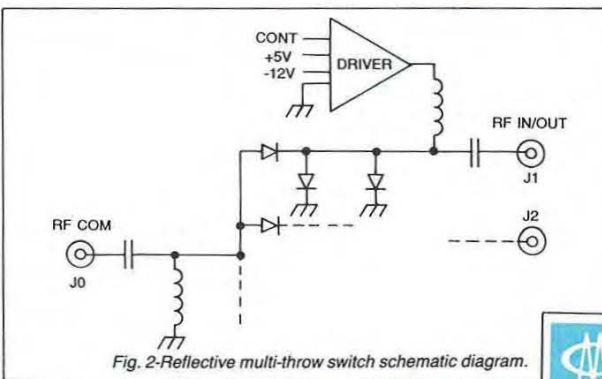 CONT
+5V
-12V
DRIVER
RF IN/OUT
J1
J2
RF COM
J0
Fig. 2-Reflective multi-throw switch schematic diagram.